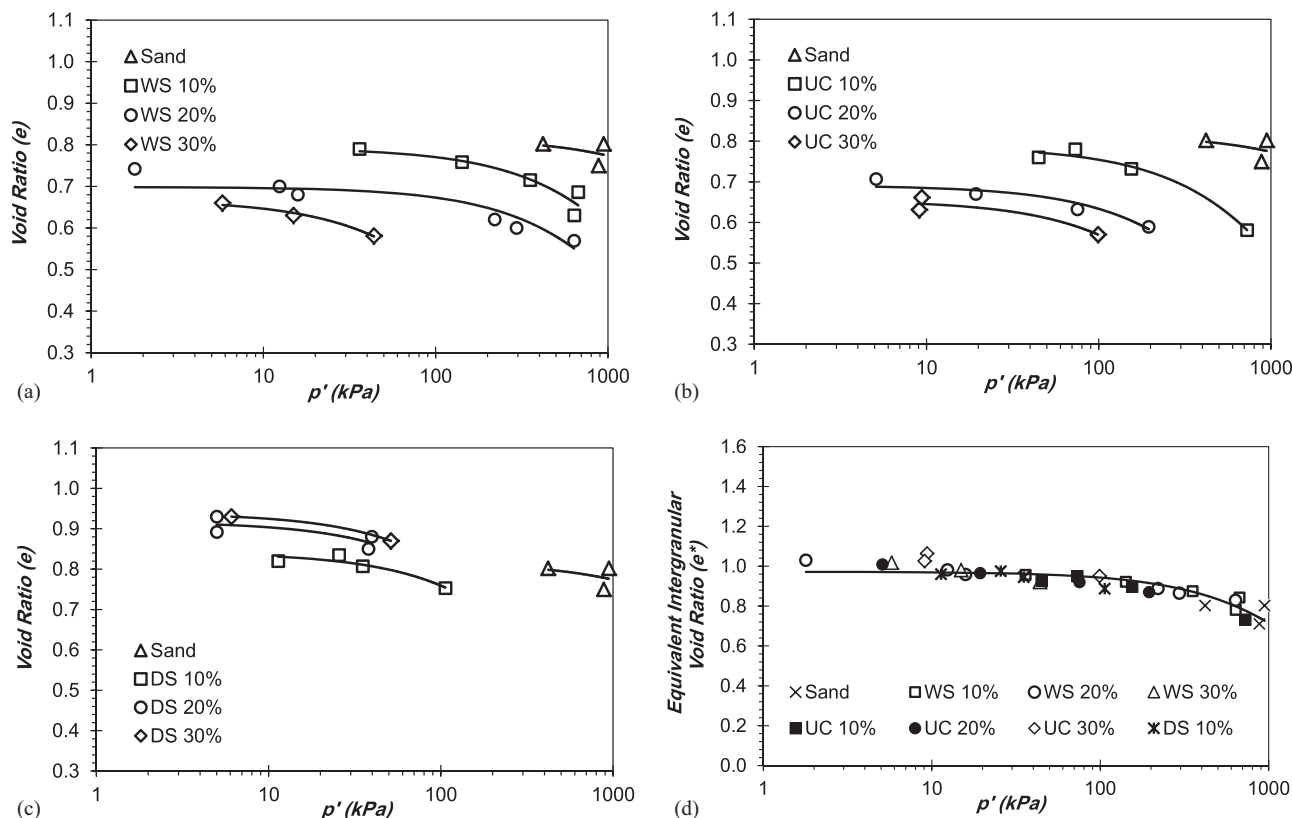 1.1
1.0
0.9
0.8
0.7
0.6
0.5
0.4
0.3
Void Ratio (e)
Sand
WS 10%
WS 20%
WS 30%
1 10 100 1000
p' (kPa)
(a)
1.1
1.0
0.9
0.8
0.7
0.6
0.5
0.4
0.3
Void Ratio (e)
Sand
UC 10%
UC 20%
UC 30%
1 10 100 1000
p' (kPa)
(b)
1.1
1.0
0.9
0.8
0.7
0.6
0.5
0.4
0.3
Void Ratio (e)
Sand
DS 10%
DS 20%
DS 30%
1 10 100 1000
p' (kPa)
(c)
1.6
1.4
1.2
1.0
0.8
0.6
0.4
0.2
0.0
Equivalent Intergranular
Void Ratio (e*)
Sand WS 10% WS 20% WS 30%
UC 10% UC 20% UC 30% DS 10%
1 10 100 1000
p' (kPa)
(d)